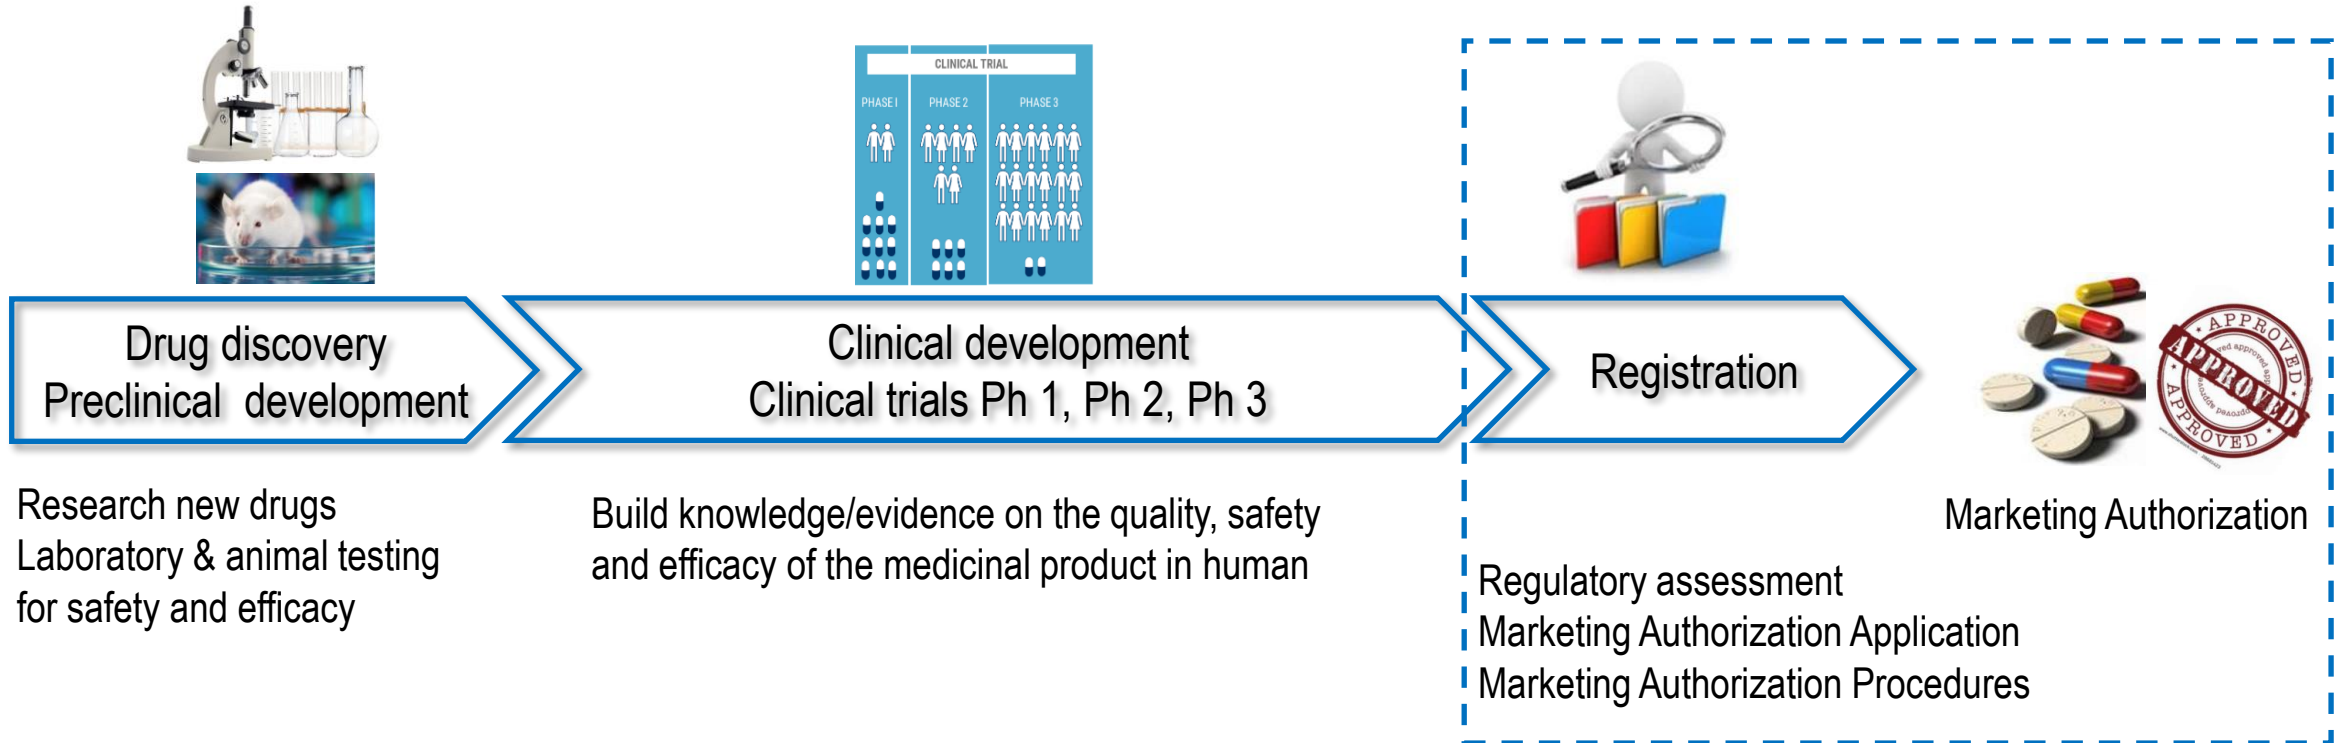 CLINICAL TRIAL
PHASE I
PHASE 2
PHASE 3
Drug discovery
Preclinical development
Clinical development
Clinical trials Ph 1, Ph 2, Ph 3
Registration
APPROVED
APPROVED
APPROVED
Research new drugs
Laboratory & animal testing
for safety and efficacy
Build knowledge/evidence on the quality, safety
and efficacy of the medicinal product in human
Marketing Authorization
Regulatory assessment
Marketing Authorization Application
Marketing Authorization Procedures